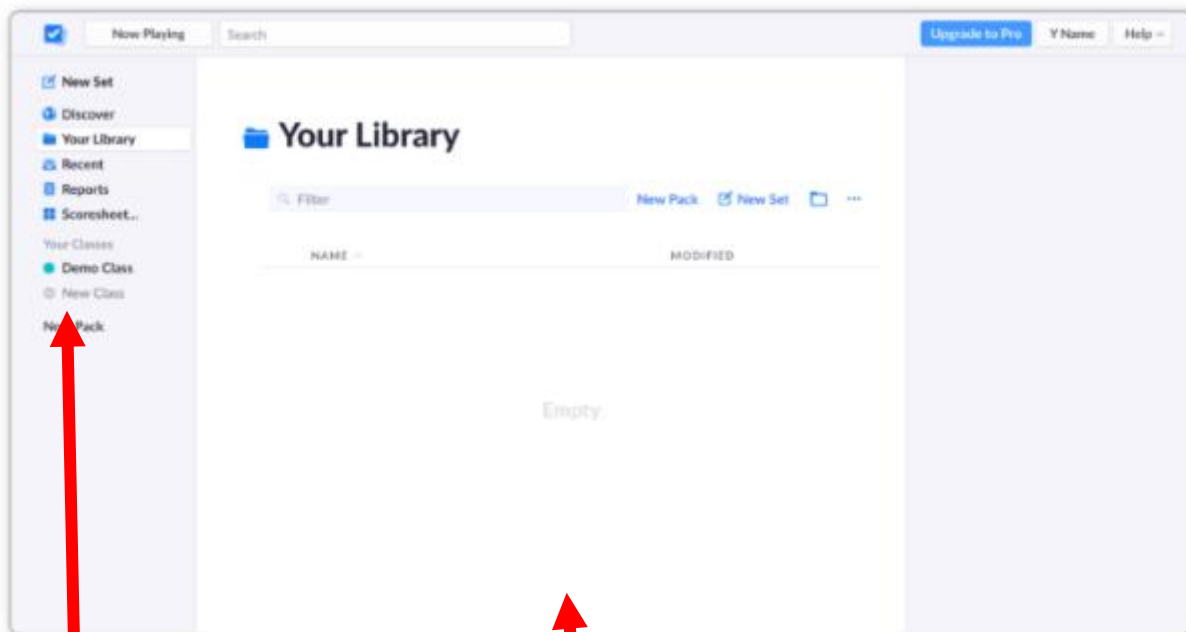 Now Playing
Search
Upgrade to Pro
Y Name
Help
New Set
Discover
Your Library
Recent
Reports
Scoresheet...
Your Classes
Demo Class
New Class
Pack
Your Library
Filter
New Pack
New Set
...
NAME
MODIFIED
Empty.